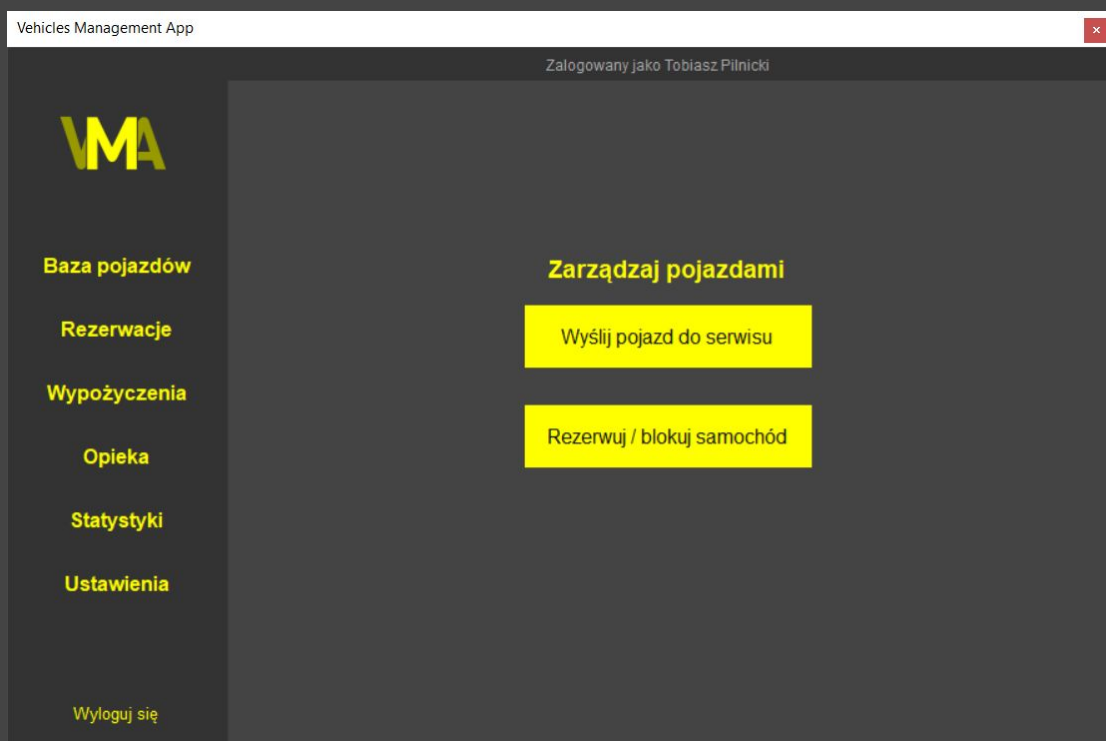 Vehicles Management App
Zalogowany jako Tobiasz Pilnicki
VMA
Baza pojazdów
Rezerwacje
Wypożyczenia
Opieka
Statystyki
Ustawienia
Wyloguj się
Zarządzaj pojazdami
Wyślij pojazd do serwisu
Rezerwuj / blokuj samochód